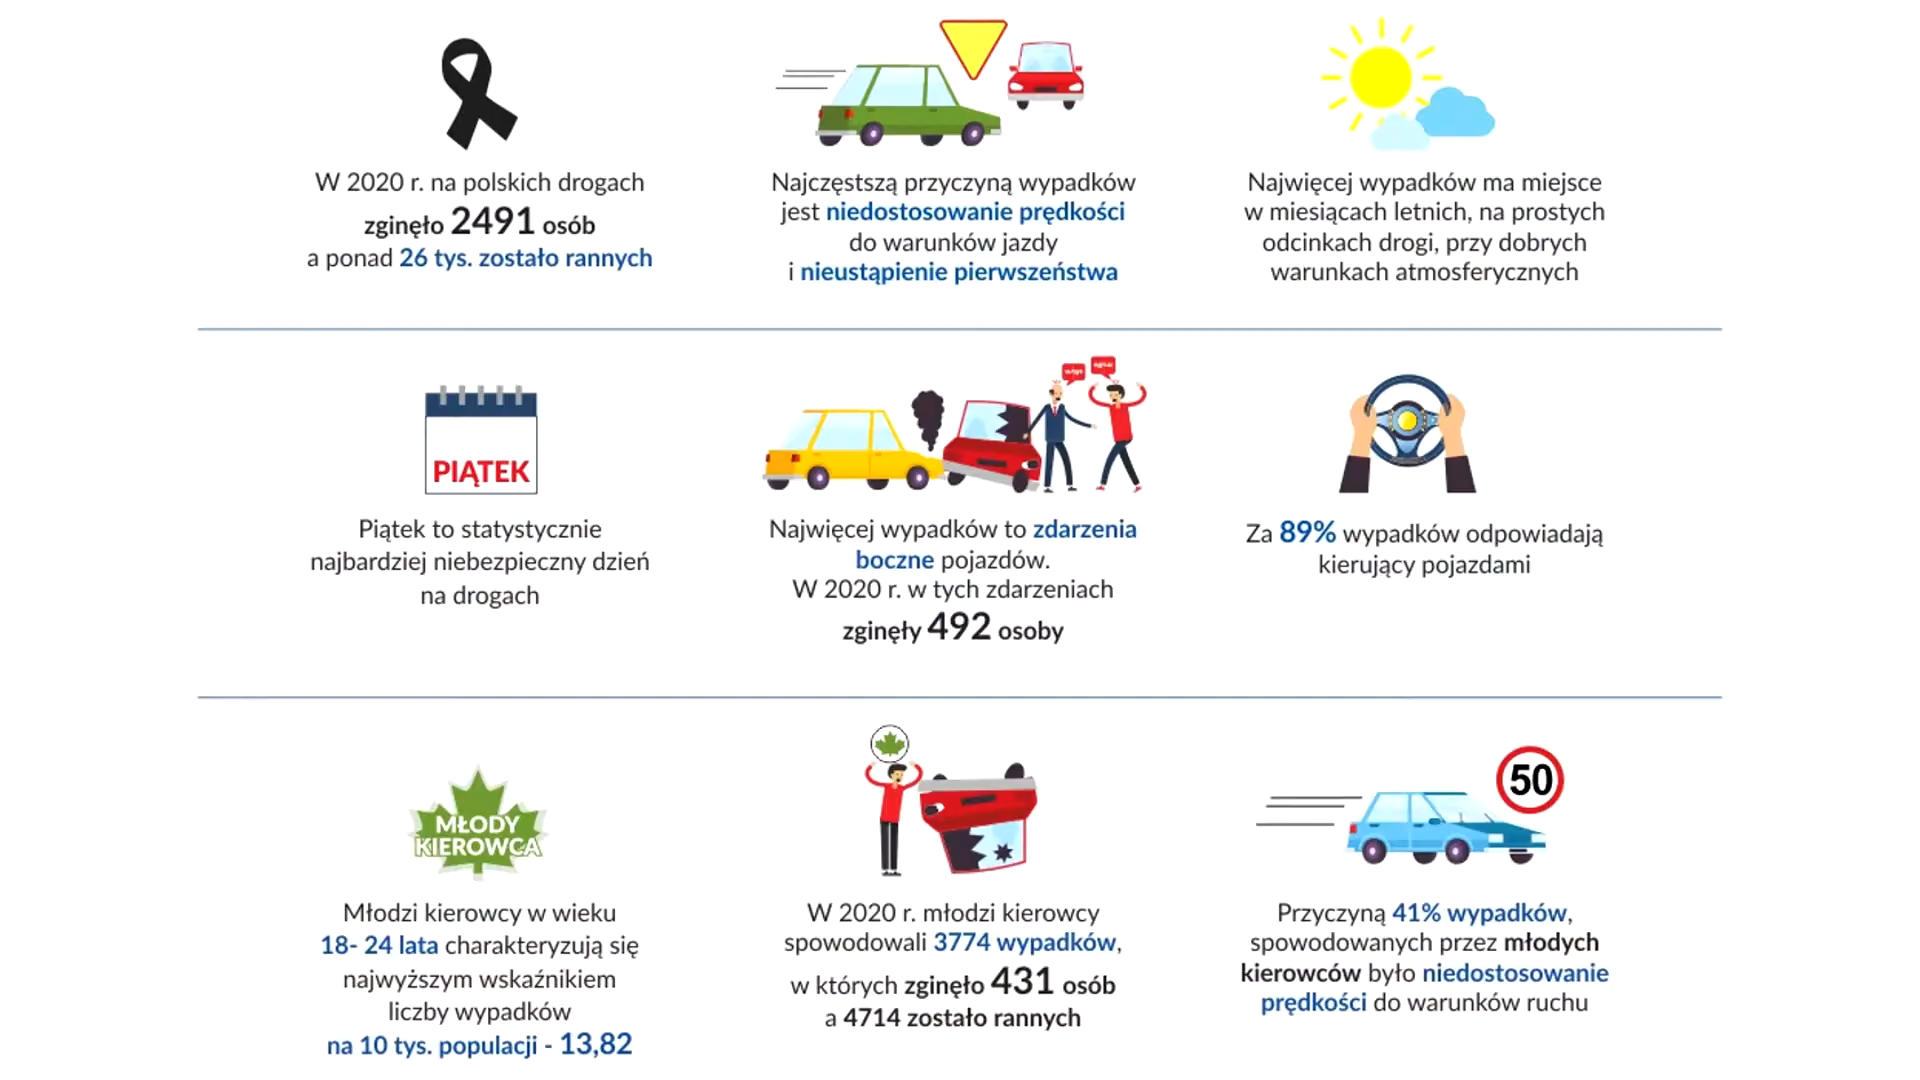 W 2020 r. na polskich drogach
zginęło 2491 osób
a ponad 26 tys. zostało rannych
Najczęstszą przyczyną wypadków
jest niedostosowanie prędkości
do warunków jazdy
i nieustąpienie pierwszeństwa
Najwięcej wypadków ma miejsce
w miesiącach letnich, na prostych
odcinkach drogi, przy dobrych
warunkach atmosferycznych
PIĄTEK
Piątek to statystycznie
najbardziej niebezpieczny dzień
na drogach
Najwięcej wypadków to zdarzenia
boczne pojazdów.
W 2020 r. w tych zdarzeniach
zginęły 492 osoby
Za 89% wypadków odpowiadają
kierujący pojazdami
MŁODY
KIEROWCA
Młodzi kierowcy w wieku
18- 24 lata charakteryzują się
najwyższym wskaźnikiem
liczby wypadków
na 10 tys. populacji - 13,82
W 2020 r. młodzi kierowcy
spowodowali 3774 wypadków,
w których zginęło 431 osób
a 4714 zostało rannych
50
Przyczyną 41% wypadków,
spowodowanych przez młodych
kierowców było niedostosowanie
prędkości do warunków ruchu